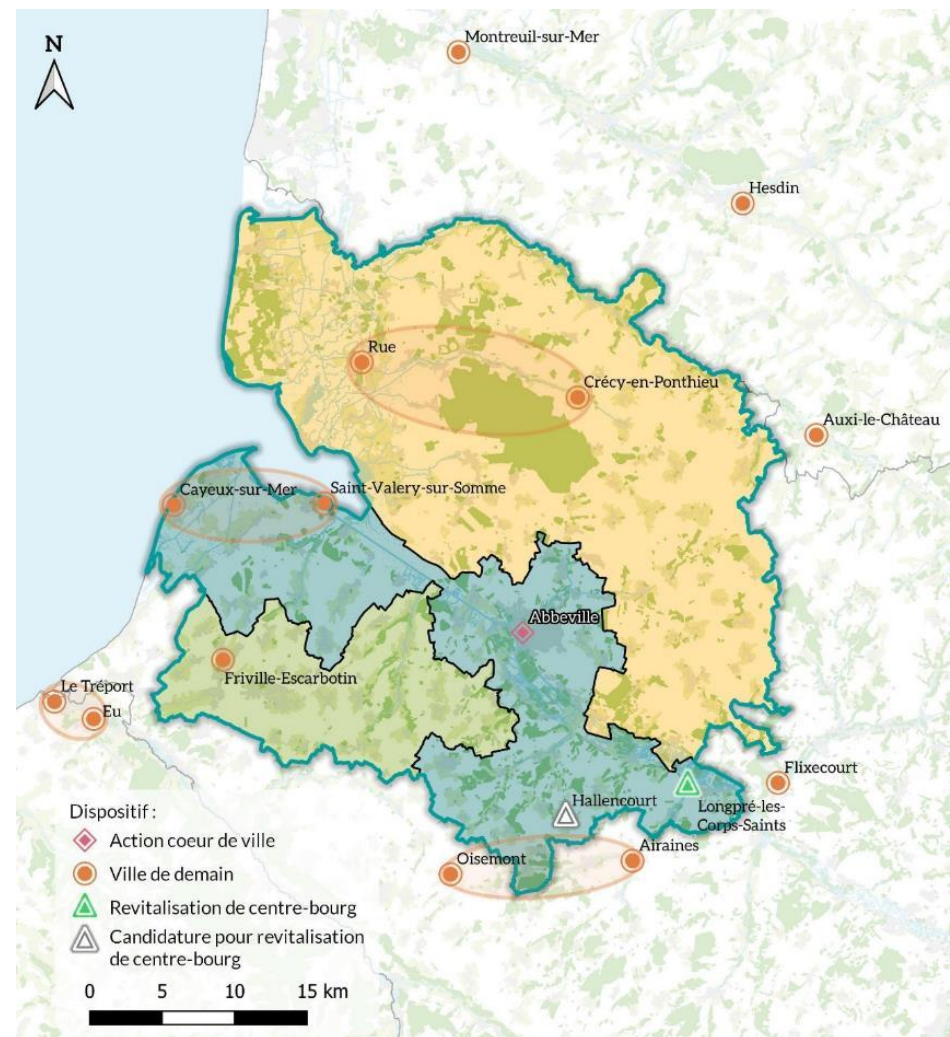 N
Montreuil-sur-Mer
Hesdin
Rue
Crécy-en-Ponthieu
Auxi-le-Château
Cayeux-sur-Mer
Saint-Valery-sur-Somme
Abbeville
Friville-Escarbotin
Le Tréport
Eu
Flixecourt
Hallencourt
Longpré-les-
Corps-Saints
Oisemont
Airaines
Dispositif :
Action coeur de ville
Ville de demain
Revitalisation de centre-bourg
Candidature pour revitalisation
de centre-bourg
0 5 10 15 km